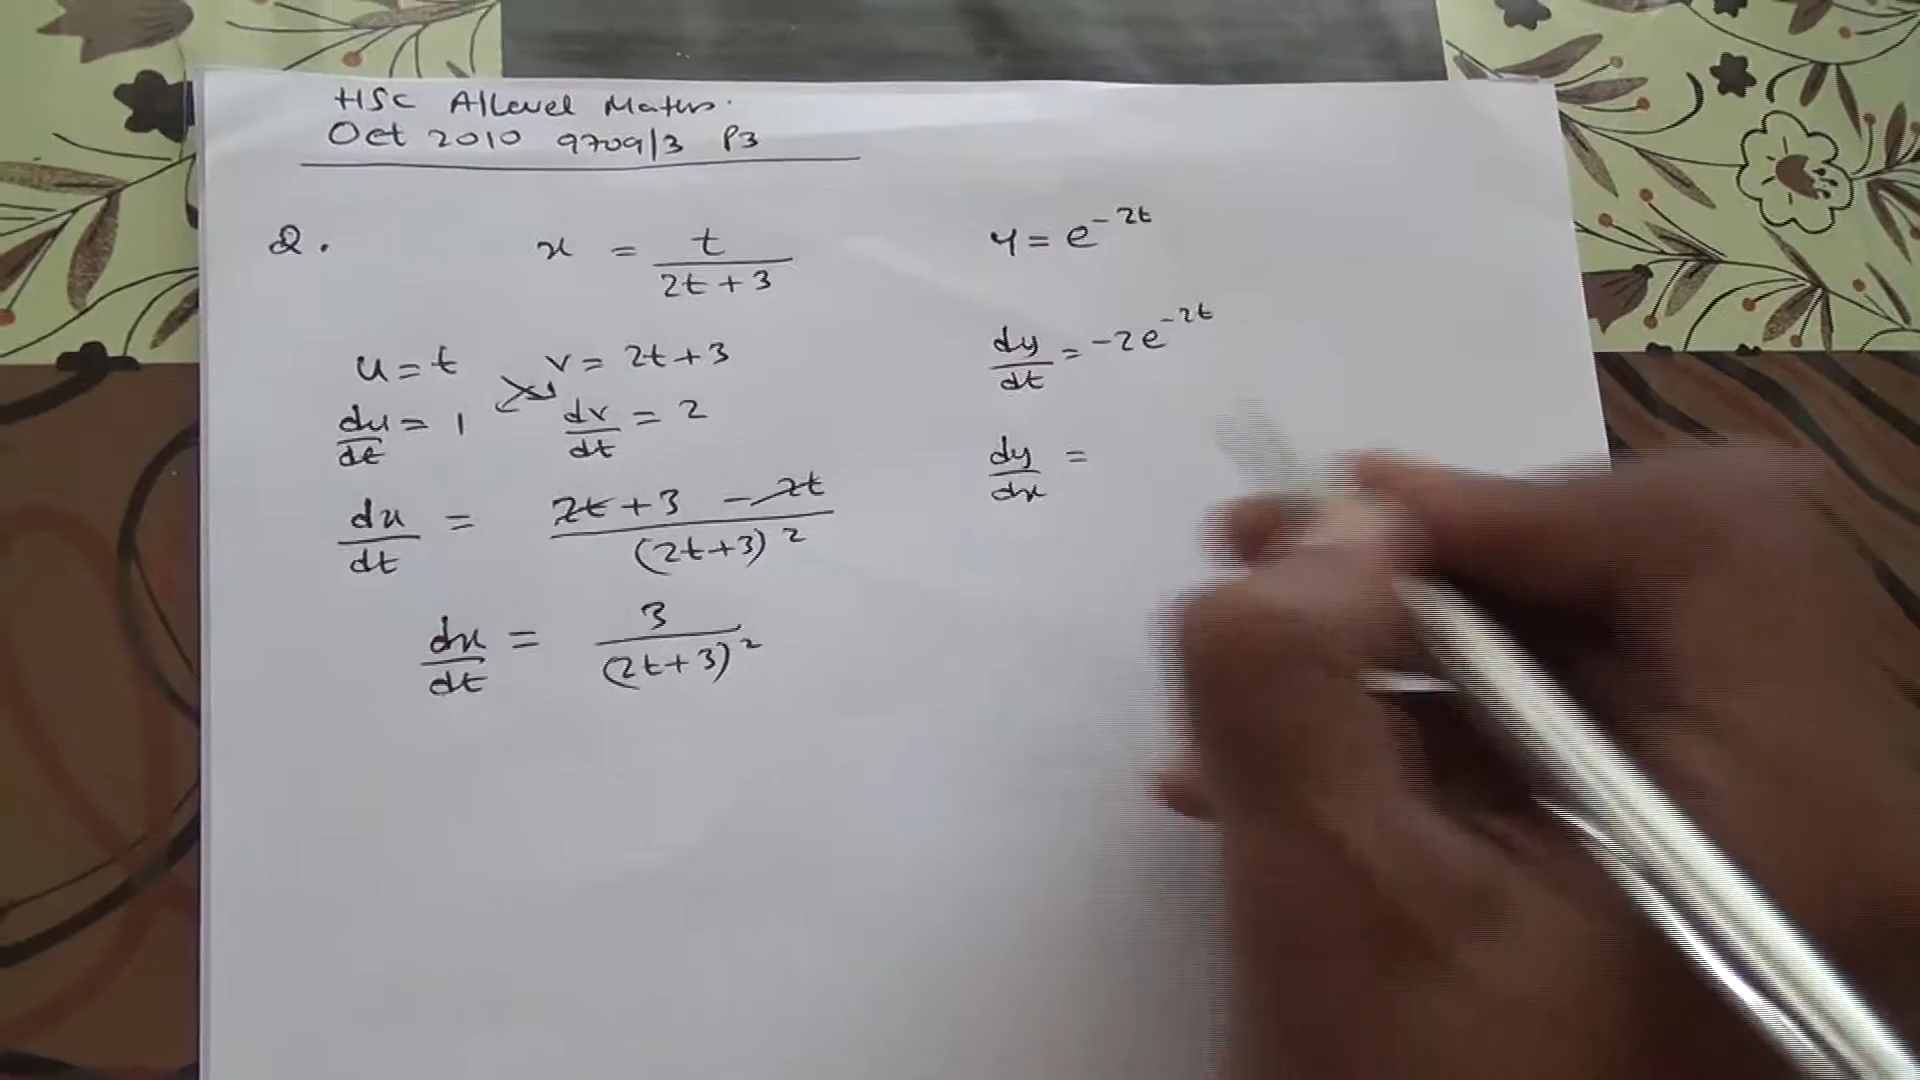 HSC A/Level Maths.
Oct 2010 9709/3 P3
Q. x = t / (2t + 3)
y = e^-2t
u = t v = 2t + 3
du/dt = 1 dv/dt = 2
dx/dt = (2t + 3 - 2t) / (2t+3)^2
dx/dt = 3 / (2t+3)^2
dy/dt = -2e^-2t
dy/dx =